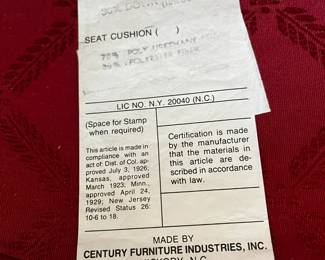 SEAT CUSHION ( )
LIC NO. N.Y. 20040 (N.C.)
(Space for Stamp
when required)
This article is made in
compliance with an
act of: Dist. of Col. ap-
proved July 3, 1926;
Kansas, approved
March 1923; Minn.,
approved April 24,
1929; New Jersey
Revised Status 26:
10-6 to 18.
Certification is made
by the manufacturer
that the materials in
this article are de-
scribed in accordance
with law.
MADE BY
CENTURY FURNITURE INDUSTRIES, INC.
HICKORY, N.C.